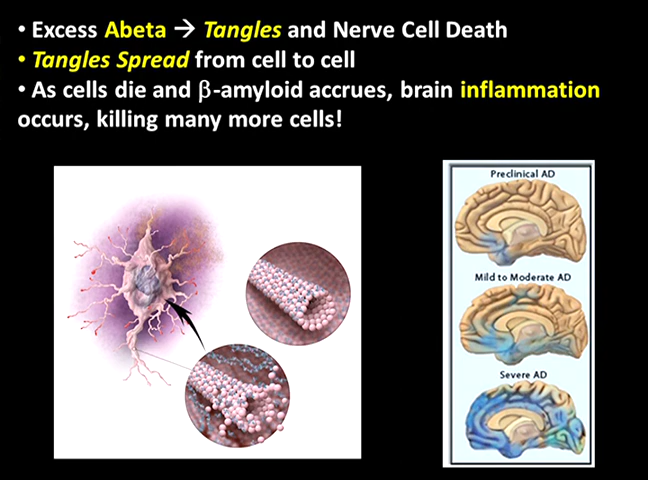 • Excess Abeta → Tangles and Nerve Cell Death
• Tangles Spread from cell to cell
• As cells die and β-amyloid accrues, brain inflammation
occurs, killing many more cells!
Preclinical AD
Mild to Moderate AD
Severe AD